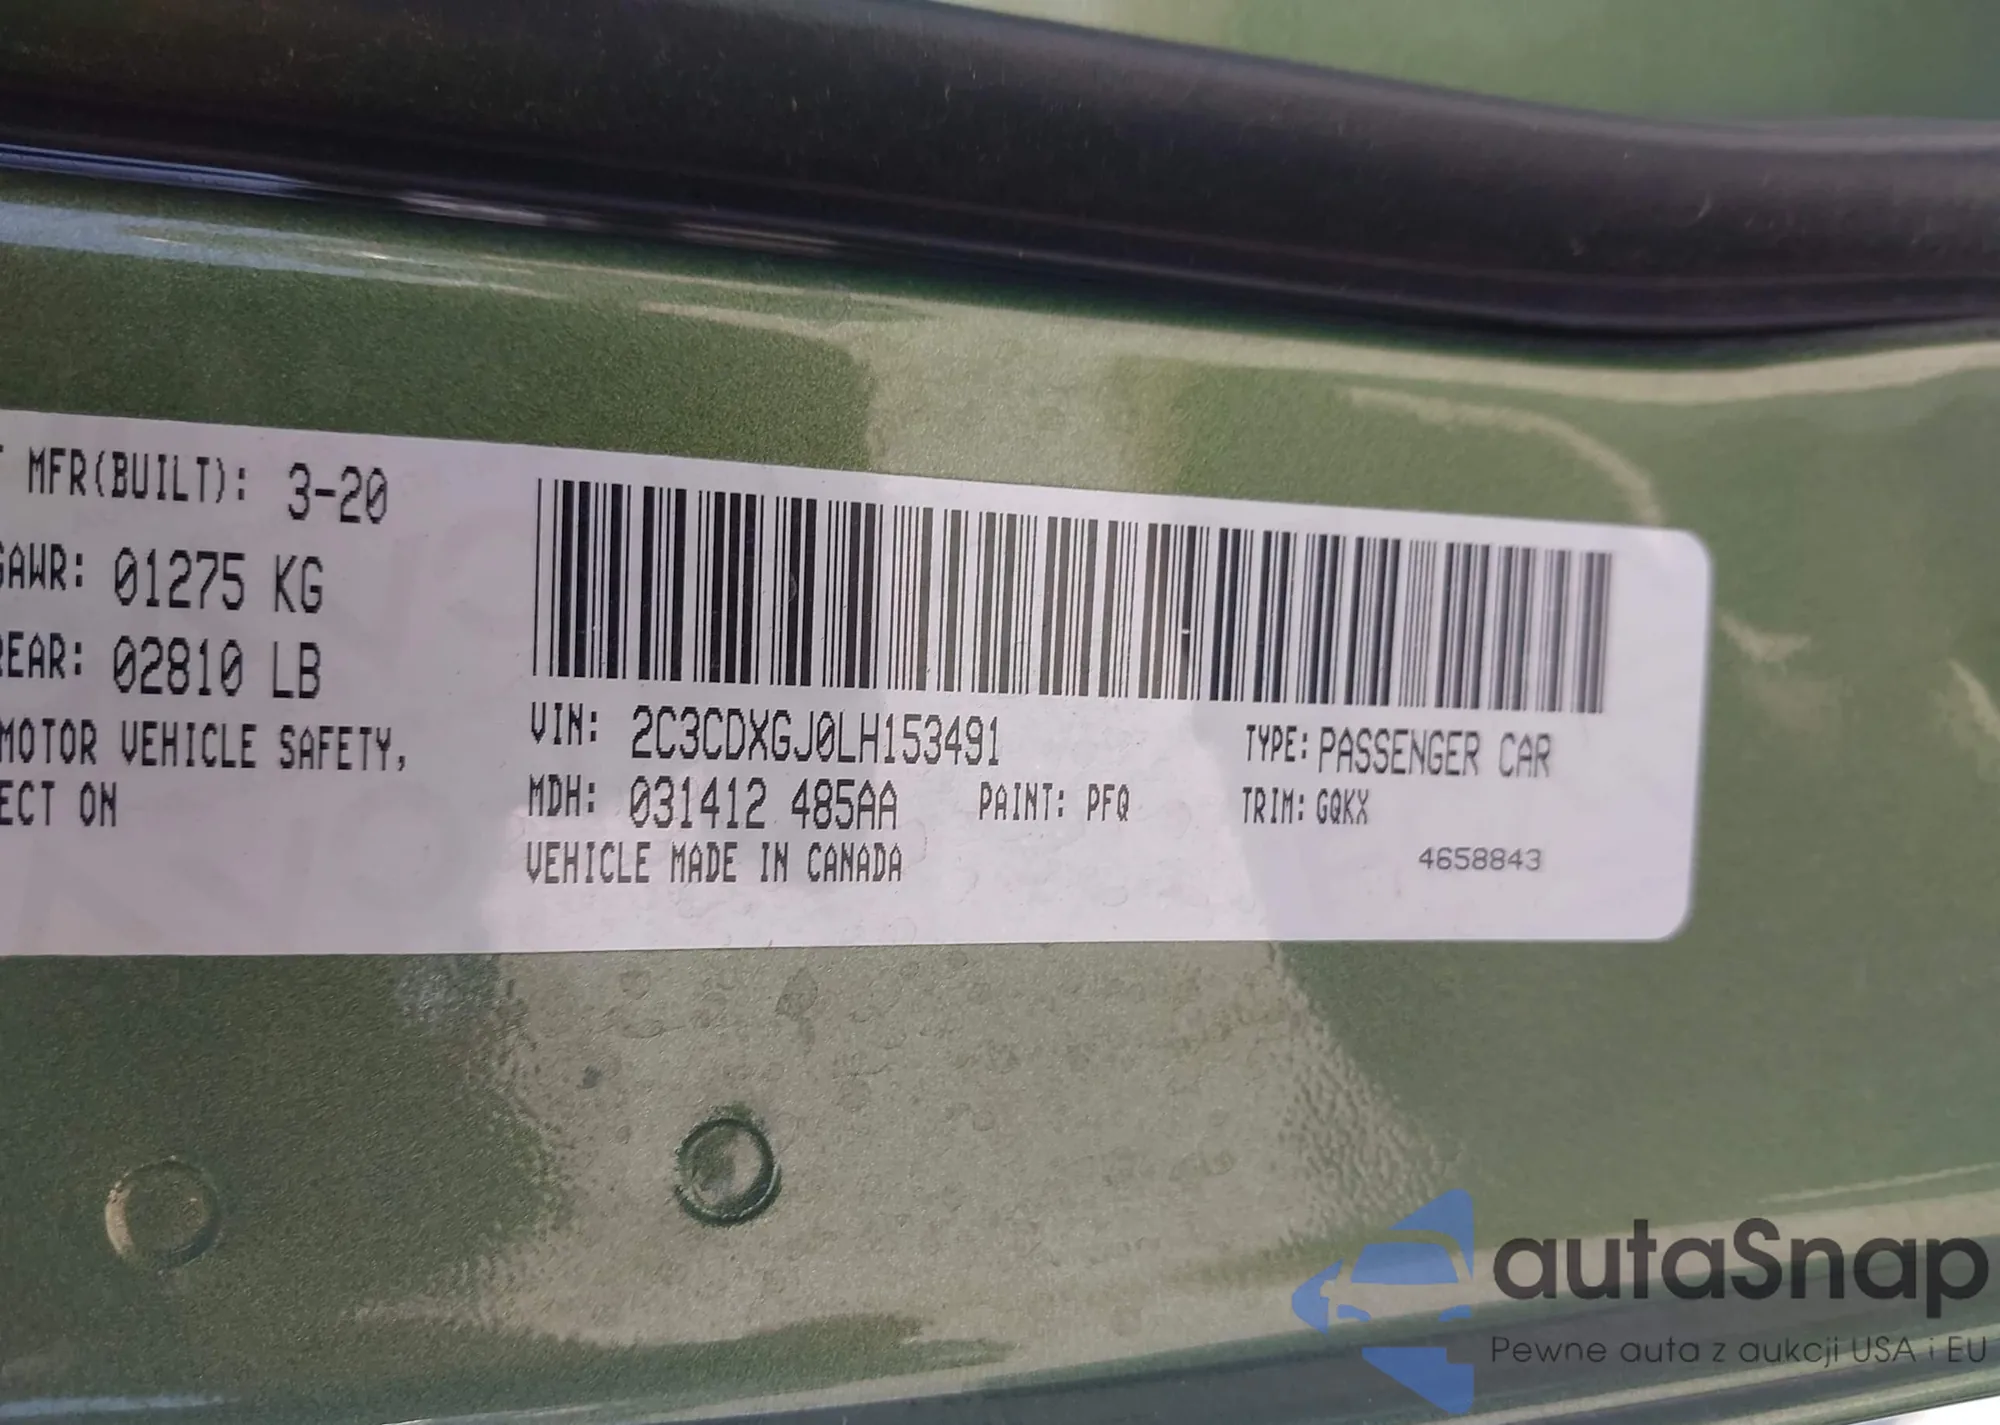 MFR(BUILT): 3-20
GAWR: 01275 KG
REAR: 02810 LB
MOTOR VEHICLE SAFETY,
ECT ON
VIN: 2C3CDXGJ0LH153491
TYPE: PASSENGER CAR
MDH: 031412 485AA
PAINT: PFQ
TRIM: GQKX
VEHICLE MADE IN CANADA
4658843
autaSnap
Pewne auta z aukcji USA i EU